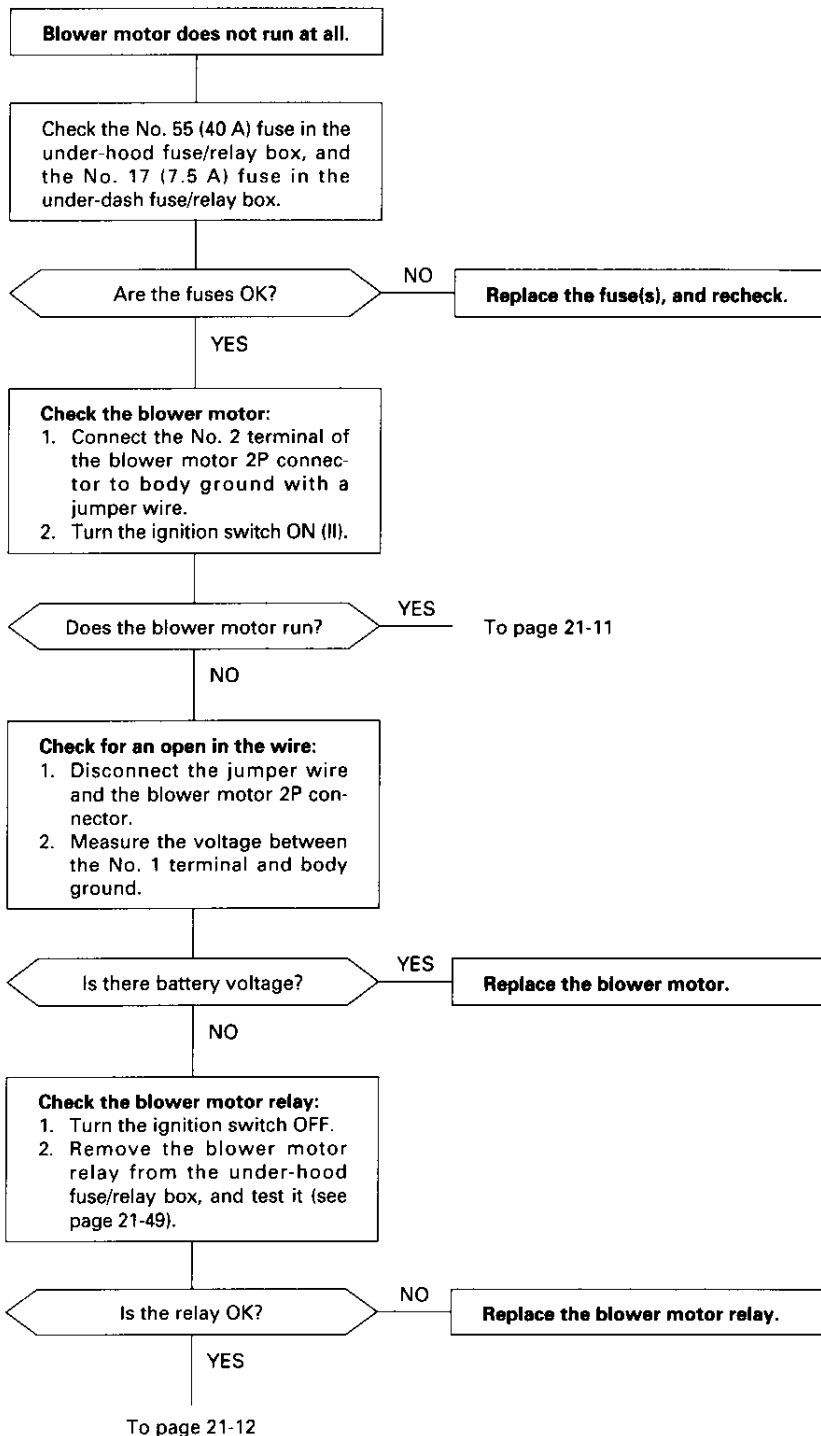 Blower motor does not run at all.
Check the No. 55 (40 A) fuse in the
under-hood fuse/relay box, and
the No. 17 (7.5 A) fuse in the
under-dash fuse/relay box.
Are the fuses OK?
NO
Replace the fuse(s), and recheck.
YES
Check the blower motor:
1. Connect the No. 2 terminal of
the blower motor 2P connec-
tor to body ground with a
jumper wire.
2. Turn the ignition switch ON (II).
Does the blower motor run?
YES
To page 21-11
NO
Check for an open in the wire:
1. Disconnect the jumper wire
and the blower motor 2P con-
nector.
2. Measure the voltage between
the No. 1 terminal and body
ground.
Is there battery voltage?
YES
Replace the blower motor.
NO
Check the blower motor relay:
1. Turn the ignition switch OFF.
2. Remove the blower motor
relay from the under-hood
fuse/relay box, and test it (see
page 21-49).
Is the relay OK?
NO
Replace the blower motor relay.
YES
To page 21-12